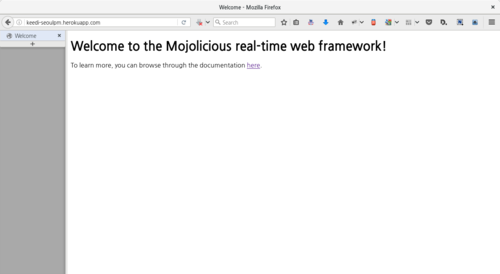 Welcome - Mozilla Firefox
keedi-seoulpm.herokuapp.com
Search
Welcome
Welcome to the Mojolicious real-time web framework!
To learn more, you can browse through the documentation here.